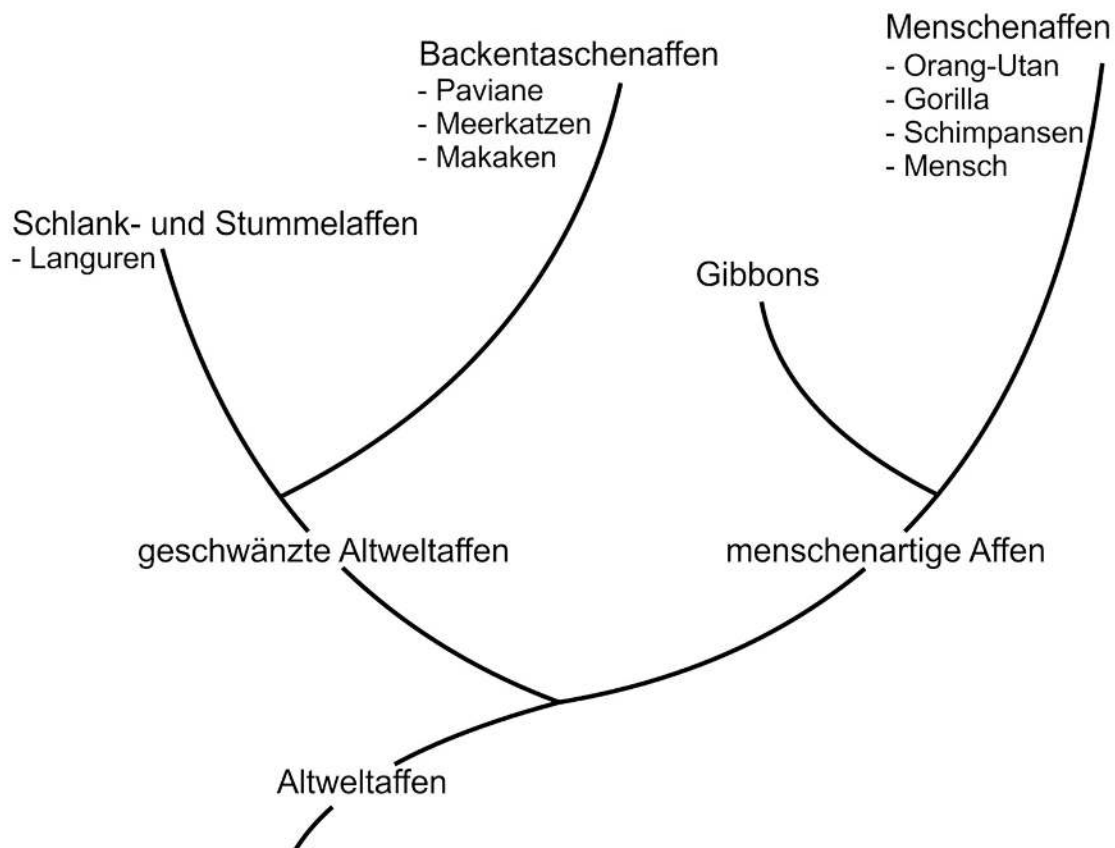 Menschenaffen
- Orang-Utan
- Gorilla
- Schimpansen
- Mensch
Backentaschenaffen
- Paviane
- Meerkatzen
- Makaken
Schlank- und Stummelaffen
- Languren
Gibbons
geschwänzte Altweltaffen
menschenartige Affen
Altweltaffen